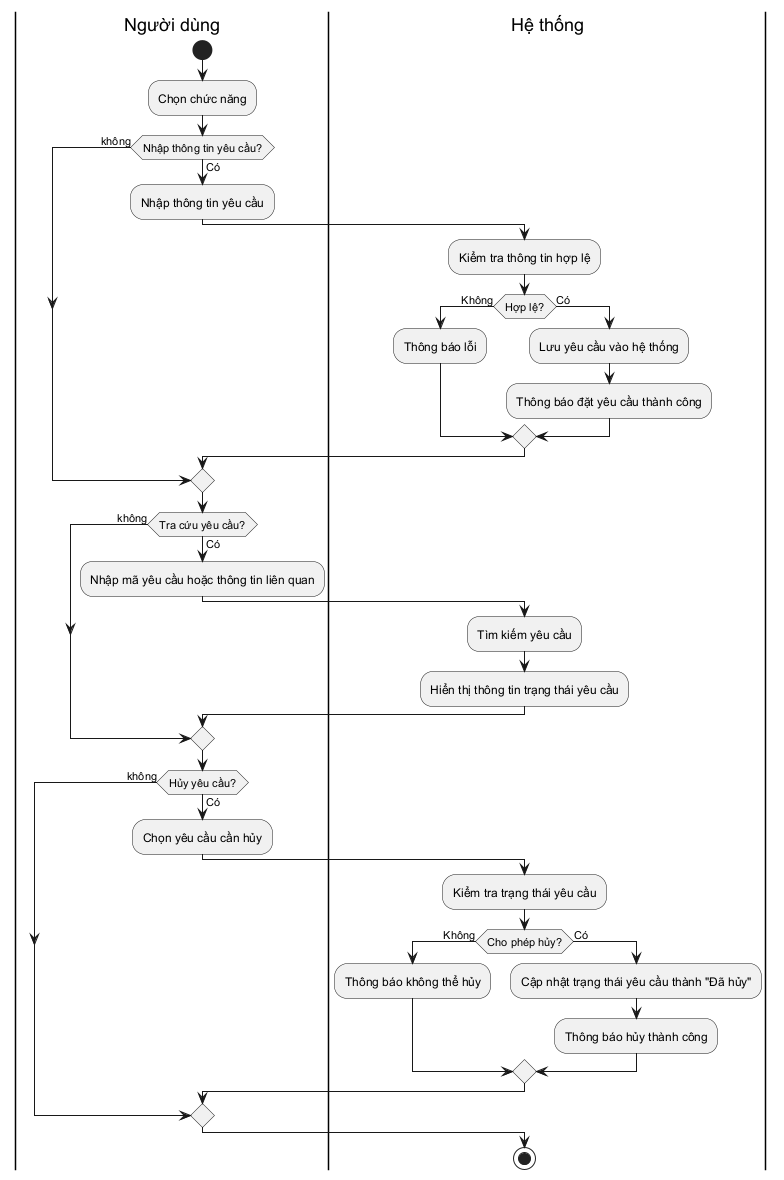 Người dùng
Hệ thống
Chọn chức năng
không
Nhập thông tin yêu cầu?
Có
Nhập thông tin yêu cầu
Kiểm tra thông tin hợp lệ
Không
Hợp lệ?
Có
Thông báo lỗi
Lưu yêu cầu vào hệ thống
Thông báo đặt yêu cầu thành công
không
Tra cứu yêu cầu?
Có
Nhập mã yêu cầu hoặc thông tin liên quan
Tìm kiếm yêu cầu
Hiển thị thông tin trạng thái yêu cầu
không
Hủy yêu cầu?
Có
Chọn yêu cầu cần hủy
Kiểm tra trạng thái yêu cầu
Không
Cho phép hủy?
Có
Thông báo không thể hủy
Cập nhật trạng thái yêu cầu thành "Đã hủy"
Thông báo hủy thành công